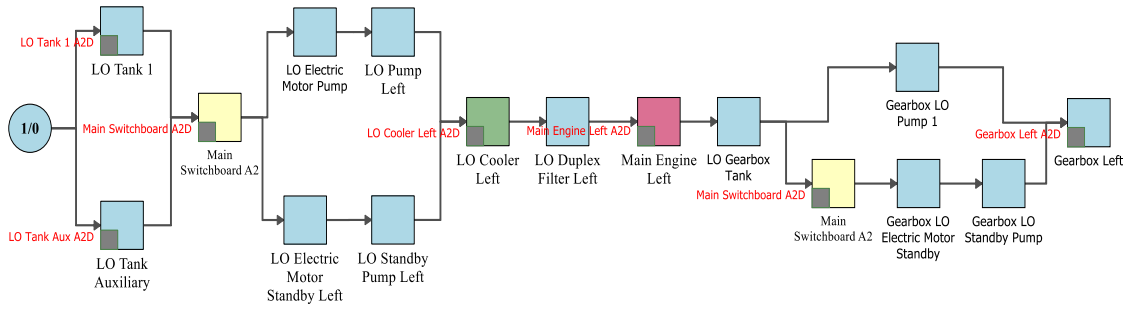 LO Tank 1 A2D
LO Tank 1
1/0
LO Tank Aux A2D
LO Tank
Auxiliary
Main Switchboard A2D
Main
Switchboard A2
LO Electric
Motor Pump
LO Pump
Left
LO Electric
Motor
Standby Left
LO Standby
Pump Left
LO Cooler Left A2D
LO Cooler
Left
LO Duplex
Filter Left
Main Engine Left A2D
Main Engine
Left
LO Gearbox
Tank
Gearbox LO
Pump 1
Main Switchboard A2D
Main
Switchboard A2
Gearbox LO
Electric Motor
Standby
Gearbox LO
Standby Pump
Gearbox Left A2D
Gearbox Left